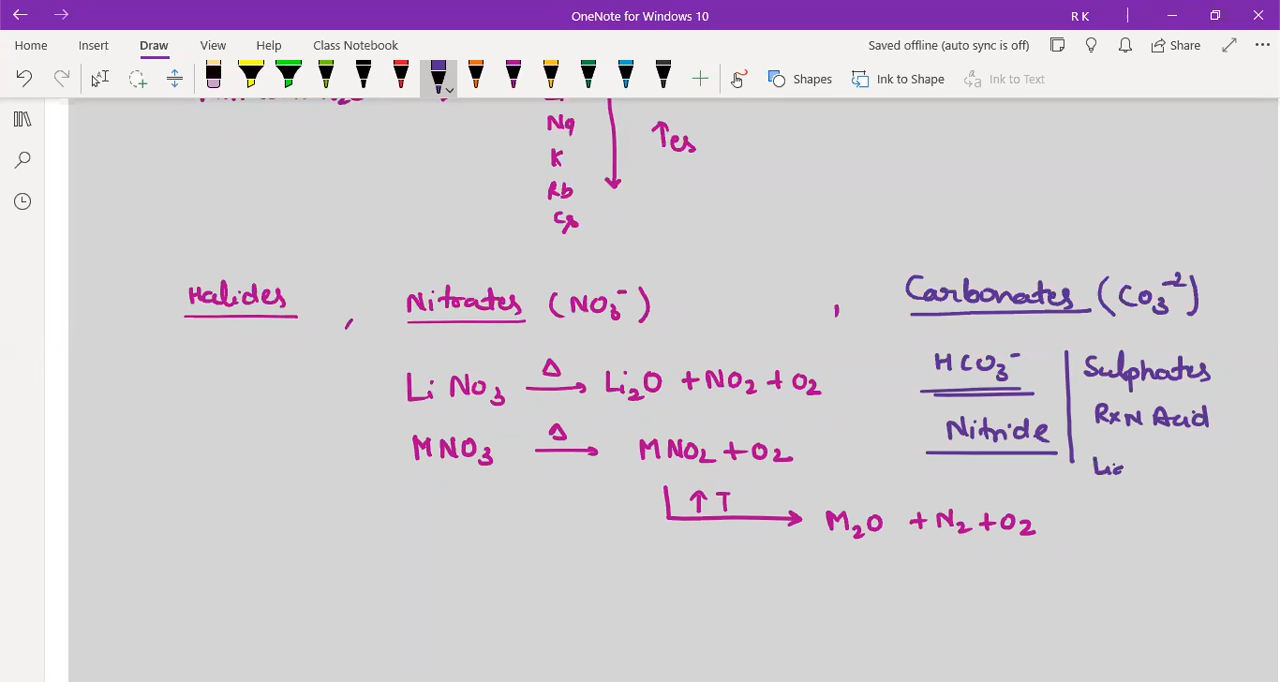 OneNote for Windows 10
R K
Home Insert Draw View Help Class Notebook
Saved offline (auto sync is off) Share
Shapes Ink to Shape Ink to Text
Na
K
Rb
Cs
↑es
Halides , Nitrates (NO3⁻) , Carbonates (CO3⁻²)
LiNO3 Δ→ Li2O + NO2 + O2
MNO3 Δ→ MNO2 + O2
↑T → M2O + N2 + O2
HCO3⁻
Nitride
Sulphates
RxN Acid